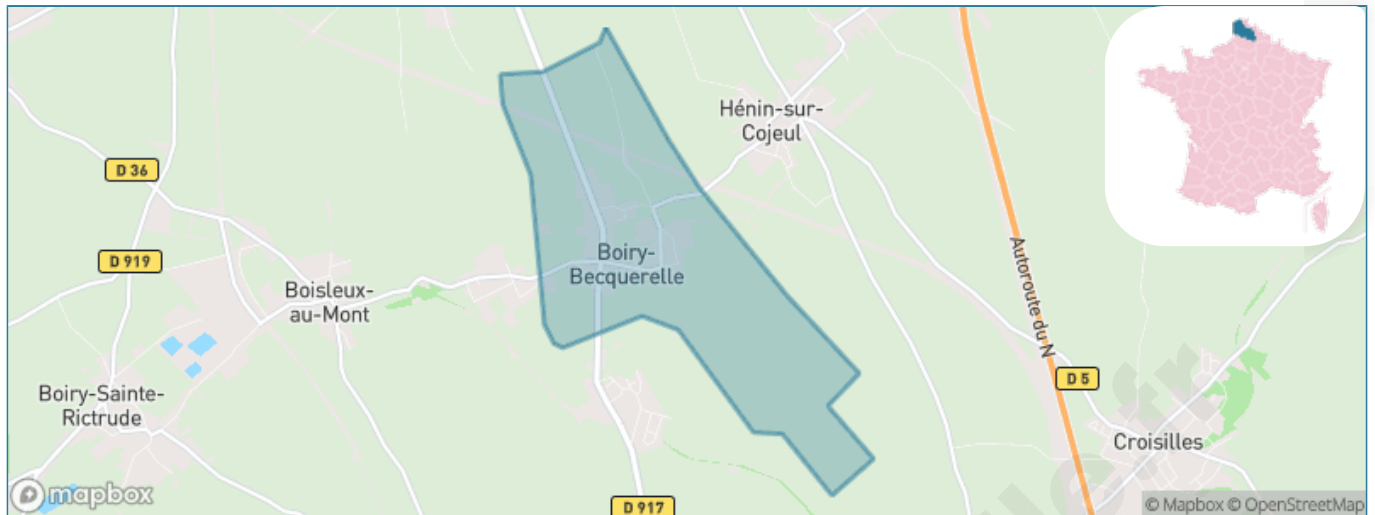 Hénin-sur-
Cojeul
D 36
Boiry-
Becquerelle
D 919
Boisleux-
au-Mont
Autoroute du N
D 5
Boiry-Sainte-
Rictrude
Croisilles
mapbox
D 917
© Mapbox © OpenStreetMap